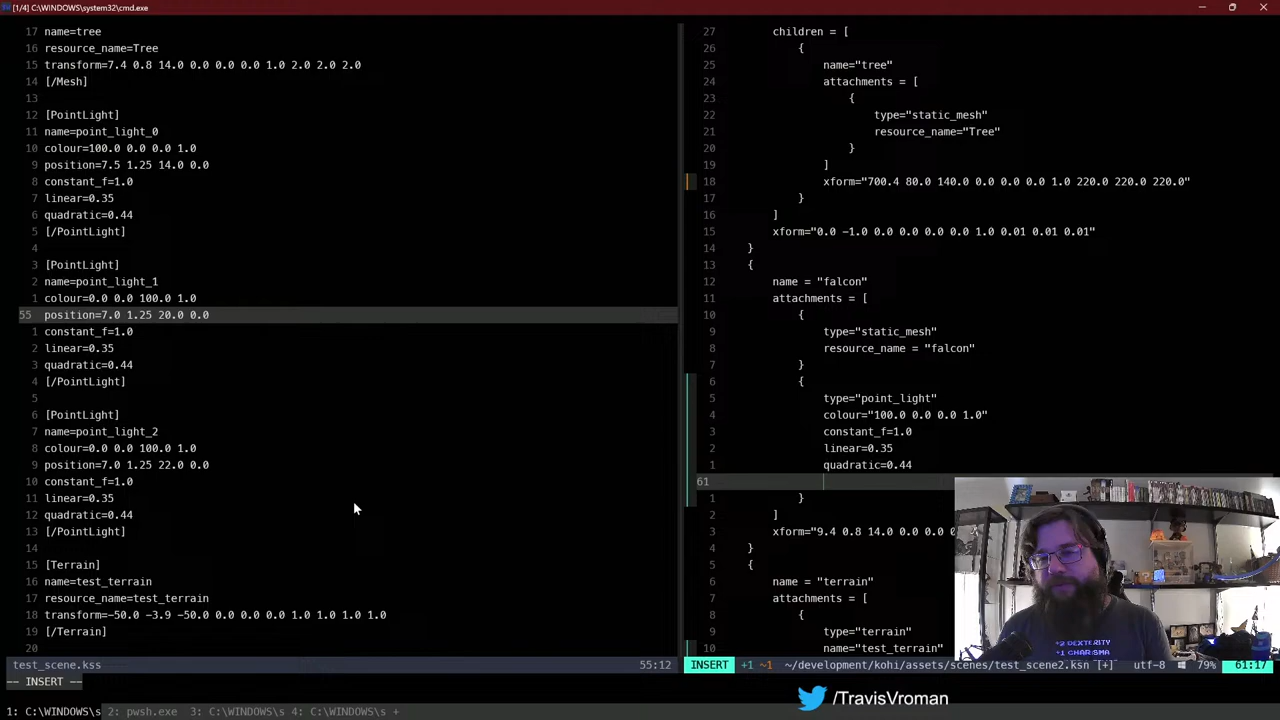 [1/4] C:\WINDOWS\system32\cmd.exe
17 name=tree
16 resource_name=Tree
15 transform=7.4 0.8 14.0 0.0 0.0 0.0 1.0 2.0 2.0 2.0
14 [/Mesh]
13
12 [PointLight]
11 name=point_light_0
10 colour=100.0 0.0 0.0 1.0
9 position=7.5 1.25 14.0 0.0
8 constant_f=1.0
7 linear=0.35
6 quadratic=0.44
5 [/PointLight]
4
3 [PointLight]
2 name=point_light_1
1 colour=0.0 0.0 100.0 1.0
55 position=7.0 1.25 20.0 0.0
1 constant_f=1.0
2 linear=0.35
3 quadratic=0.44
4 [/PointLight]
5
6 [PointLight]
7 name=point_light_2
8 colour=0.0 0.0 100.0 1.0
9 position=7.0 1.25 22.0 0.0
10 constant_f=1.0
11 linear=0.35
12 quadratic=0.44
13 [/PointLight]
14
15 [Terrain]
16 name=test_terrain
17 resource_name=test_terrain
18 transform=-50.0 -3.9 -50.0 0.0 0.0 0.0 1.0 1.0 1.0 1.0
19 [/Terrain]
20
test_scene.kss 55:12
-- INSERT --
27 children = [
26 {
25 name="tree"
24 attachments = [
23 {
22 type="static_mesh"
21 resource_name="Tree"
20 }
19 ]
18 xform="700.4 80.0 140.0 0.0 0.0 0.0 1.0 220.0 220.0 220.0"
17 }
16 ]
15 xform="0.0 -1.0 0.0 0.0 0.0 0.0 1.0 0.01 0.01 0.01"
14 }
13 {
12 name = "falcon"
11 attachments = [
10 {
9 type="static_mesh"
8 resource_name = "falcon"
7 }
6 {
5 type="point_light"
4 colour="100.0 0.0 0.0 1.0"
3 constant_f=1.0
2 linear=0.35
1 quadratic=0.44
61
1 }
2 ]
3 xform="9.4 0.8 14.0 0.0 0.0 0
4 }
5 {
6 name = "terrain"
7 attachments = [
8 {
9 type="terrain"
10 name="test_terrain"
INSERT +1 ~1 ~/development/kohi/assets/scenes/test_scene2.ksn [+] utf-8 79% 61:17
+2 DEXTERITY
+1 CHARISMA
/TravisVroman
1: C:\WINDOWS\s 2: pwsh.exe 3: C:\WINDOWS\s 4: C:\WINDOWS\s +